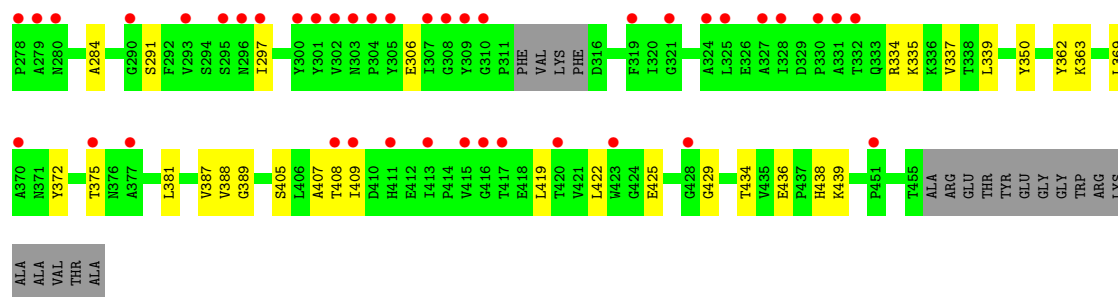 P278 A279 N280 A284 G290 S291 F292 V293 S294 S295 N296 I297 Y300 Y301 V302 N303 P304 Y305 E306 I307 G308 Y309 G310 P311 PHE VAL LYS PHE D316 F319 I320 G321 A324 L325 E326 A327 I328 D329 P330 A331 T332 Q333 R334 K335 K336 V337 T338 L339 Y350 Y362 K363 L369
A370 N371 Y372 T375 N376 A377 L381 V387 V388 G389 S405 L406 A407 T408 I409 D410 H411 E412 I413 P414 V415 G416 T417 E418 L419 T420 V421 L422 W423 G424 E425 G428 G429 T434 V435 E436 P437 H438 K439 P451 T455 ALA ARG GLU THR TYR GLU GLY GLY TRP ARG LYS
ALA ALA VAL THR ALA